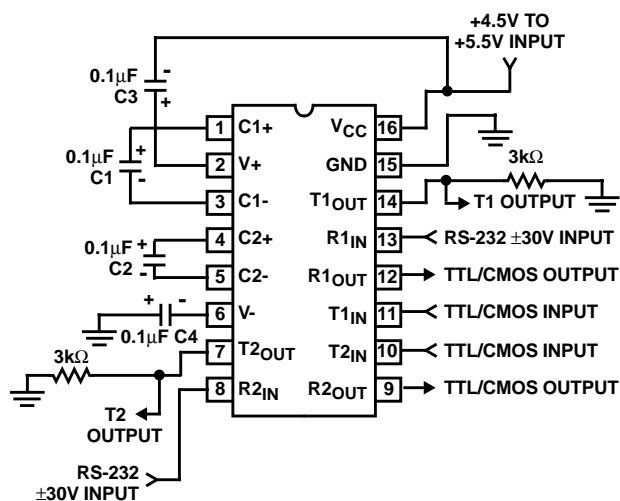 +4.5V TO
+5.5V INPUT
0.1µF
C3
-
+
0.1µF
C1
+
-
0.1µF
C2
+
-
+
-
0.1µF C4
3kΩ
T2
OUTPUT
RS-232
±30V INPUT
1 C1+
2 V+
3 C1-
4 C2+
5 C2-
6 V-
7 T2OUT
8 R2IN
VCC 16
GND 15
T1OUT 14
R1IN 13
R1OUT 12
T1IN 11
T2IN 10
R2OUT 9
3kΩ
T1 OUTPUT
RS-232 ±30V INPUT
TTL/CMOS OUTPUT
TTL/CMOS INPUT
TTL/CMOS INPUT
TTL/CMOS OUTPUT